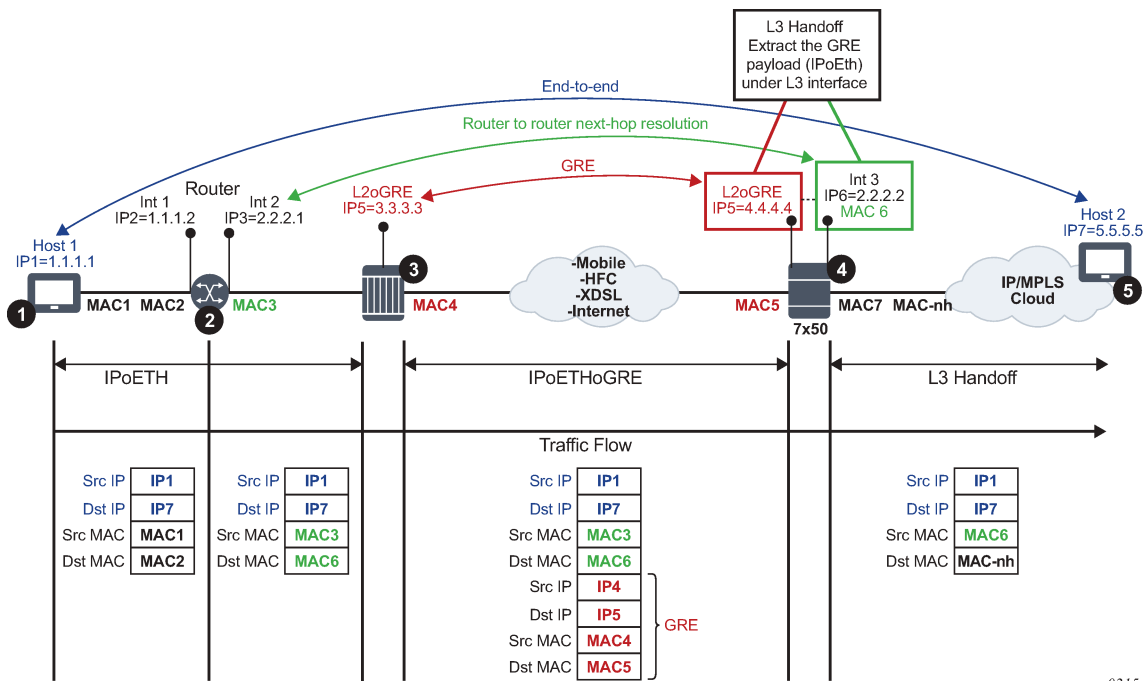 L3 Handoff
Extract the GRE
payload (IPoEth)
under L3 interface
End-to-end
Router to router next-hop resolution
GRE
Router
Int 1
IP2=1.1.1.2
Int 2
IP3=2.2.2.1
L2oGRE
IP5=3.3.3.3
L2oGRE
IP5=4.4.4.4
Int 3
IP6=2.2.2.2
MAC 6
Host 2
IP7=5.5.5.5
Host 1
IP1=1.1.1.1
1
MAC1
MAC2
2
MAC3
3
MAC4
-Mobile
-HFC
-XDSL
-Internet
MAC5
4
7x50
MAC7
MAC-nh
IP/MPLS
Cloud
5
IPoETH
IPoETHoGRE
L3 Handoff
Traffic Flow
Src IP IP1
Dst IP IP7
Src MAC MAC1
Dst MAC MAC2
Src IP IP1
Dst IP IP7
Src MAC MAC3
Dst MAC MAC6
Src IP IP1
Dst IP IP7
Src MAC MAC3
Dst MAC MAC6
Src IP IP4
Dst IP IP5
Src MAC MAC4
Dst MAC MAC5
GRE
Src IP IP1
Dst IP IP7
Src MAC MAC6
Dst MAC MAC-nh